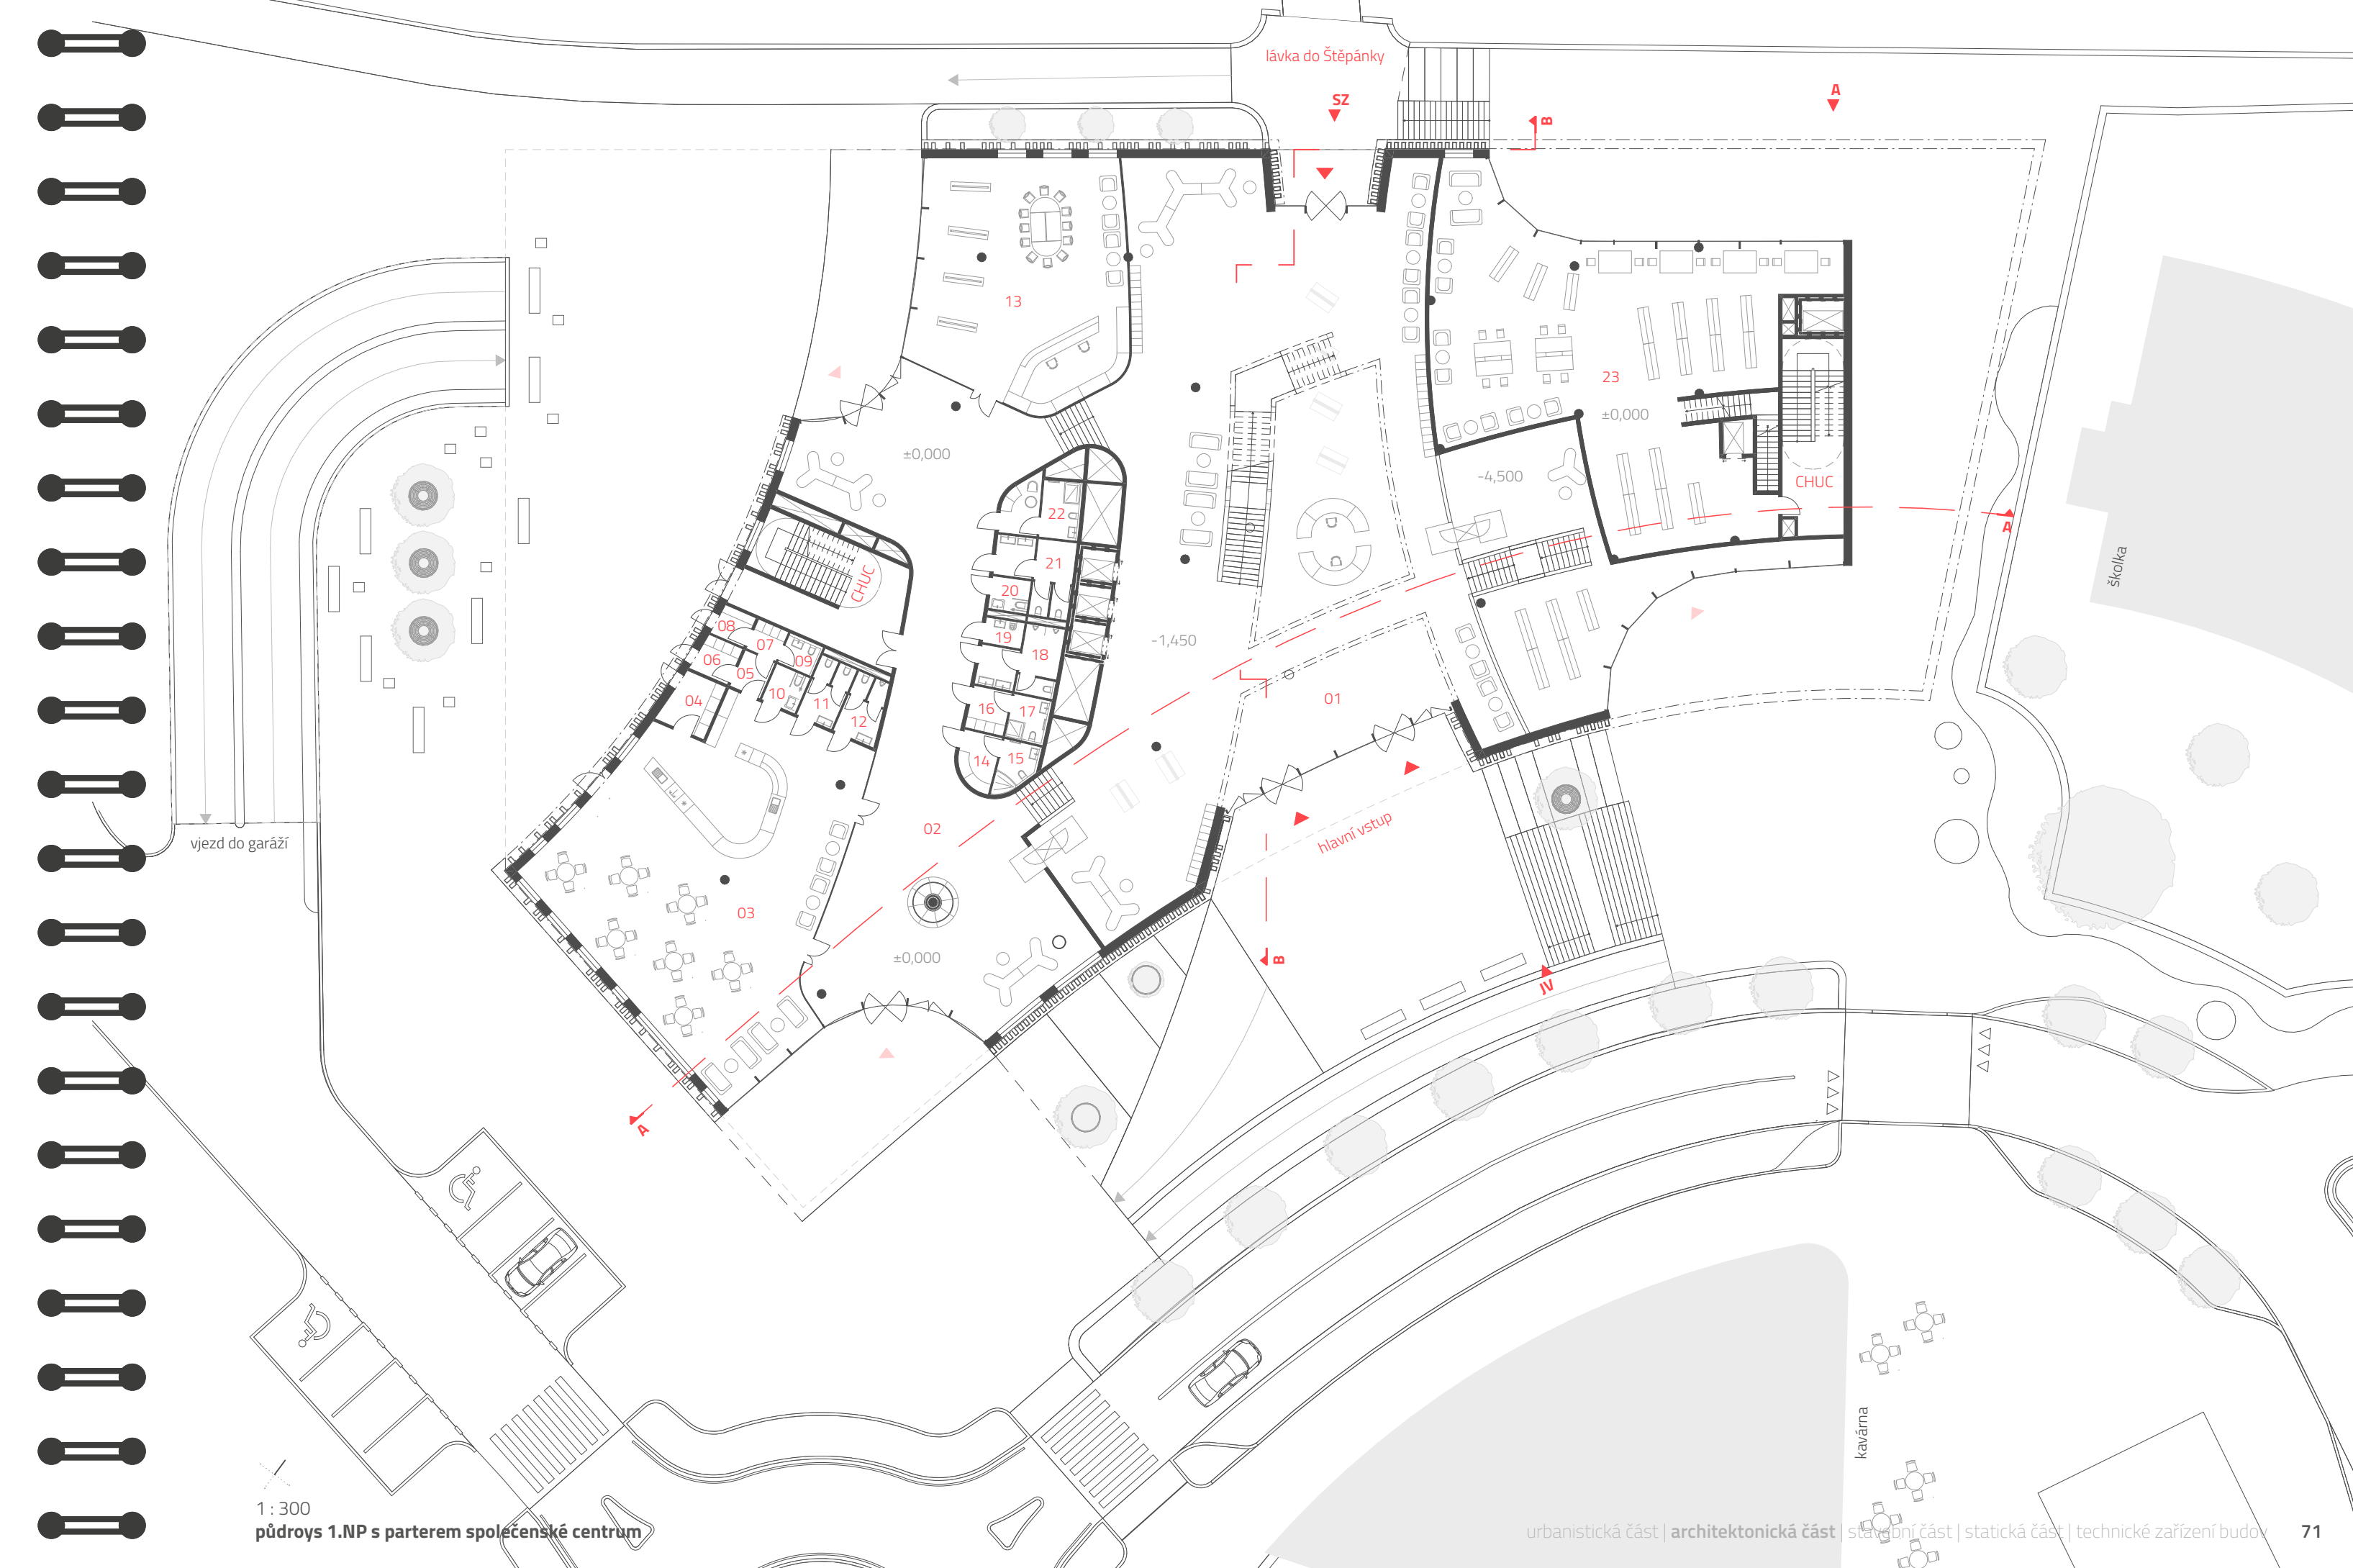 lávka do Štěpánky
SZ
A
B
13
23
±0,000
±0,000
-4,500
CHUC
A
školka
22
21
CHUC
20
08
19
07
-1,450
06
09
18
05
10
04
11
16
17
01
12
15
14
hlavní vstup
02
vjezd do garáží
03
±0,000
B
JV
A
kavárna
1 : 300
půdroys 1.NP s parterem společenské centrum
urbanistická část | architektonická část | stavební část | statická část | technické zařízení budov 71